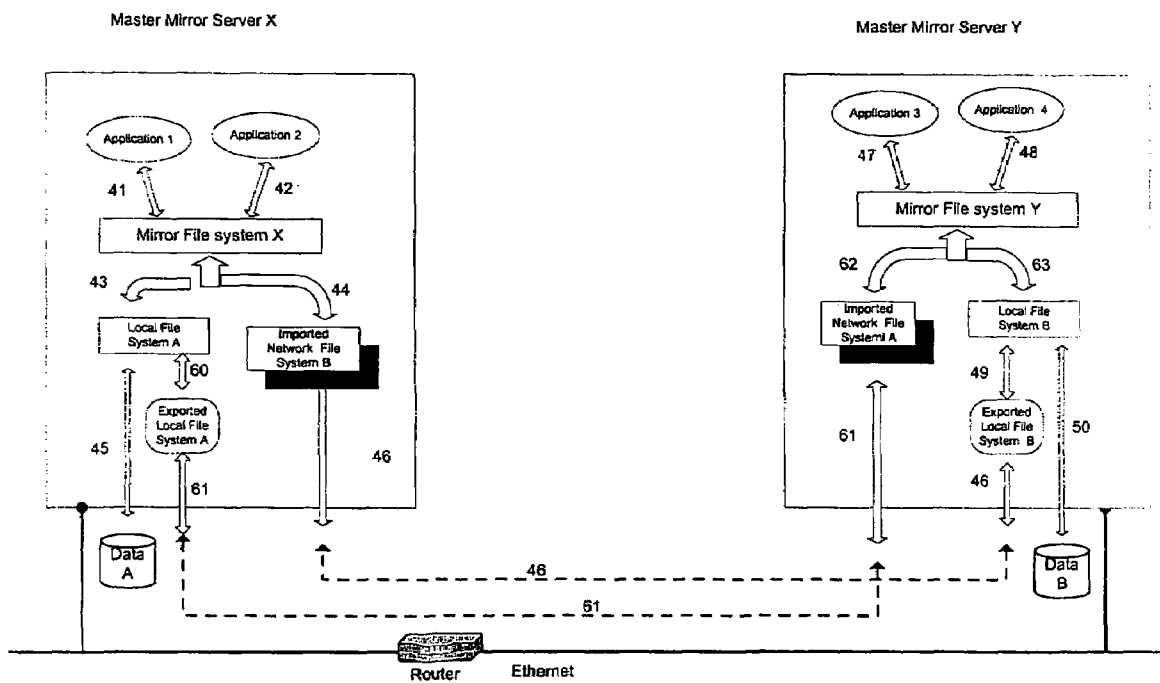 Master Mirror Server X
Master Mirror Server Y
Application 1
Application 2
41
42
Mirror File system X
43
44
Local File
System A
Imported
Network File
System B
60
Exported
Local File
System A
45
46
61
Data
A
Application 3
Application 4
47
48
Mirror File system Y
62
63
Imported
Network File
Systeml A
Local File
System B
49
Exported
Local File
System B
50
61
46
Data
B
46
61
Router
Ethernet